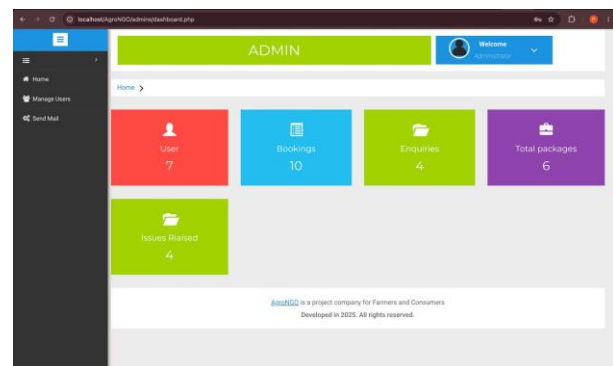 localhost/AgroNGO/admins/dashboard.php
ADMIN
Welcome
Administrator
Home
Manage Users
Send Mail
Home
User
7
Bookings
10
Enquiries
4
Total packages
6
Issues Riaised
4
AgroNGO is a project company for Farmers and Consumers
Developed in 2025. All rights reserved.